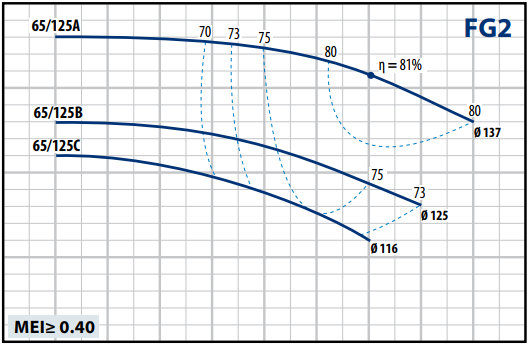 65/125A
70
73
75
FG2
80
η = 81%
65/125B
80
Ø 137
65/125C
75
73
Ø 125
Ø 116
MEI≥ 0.40